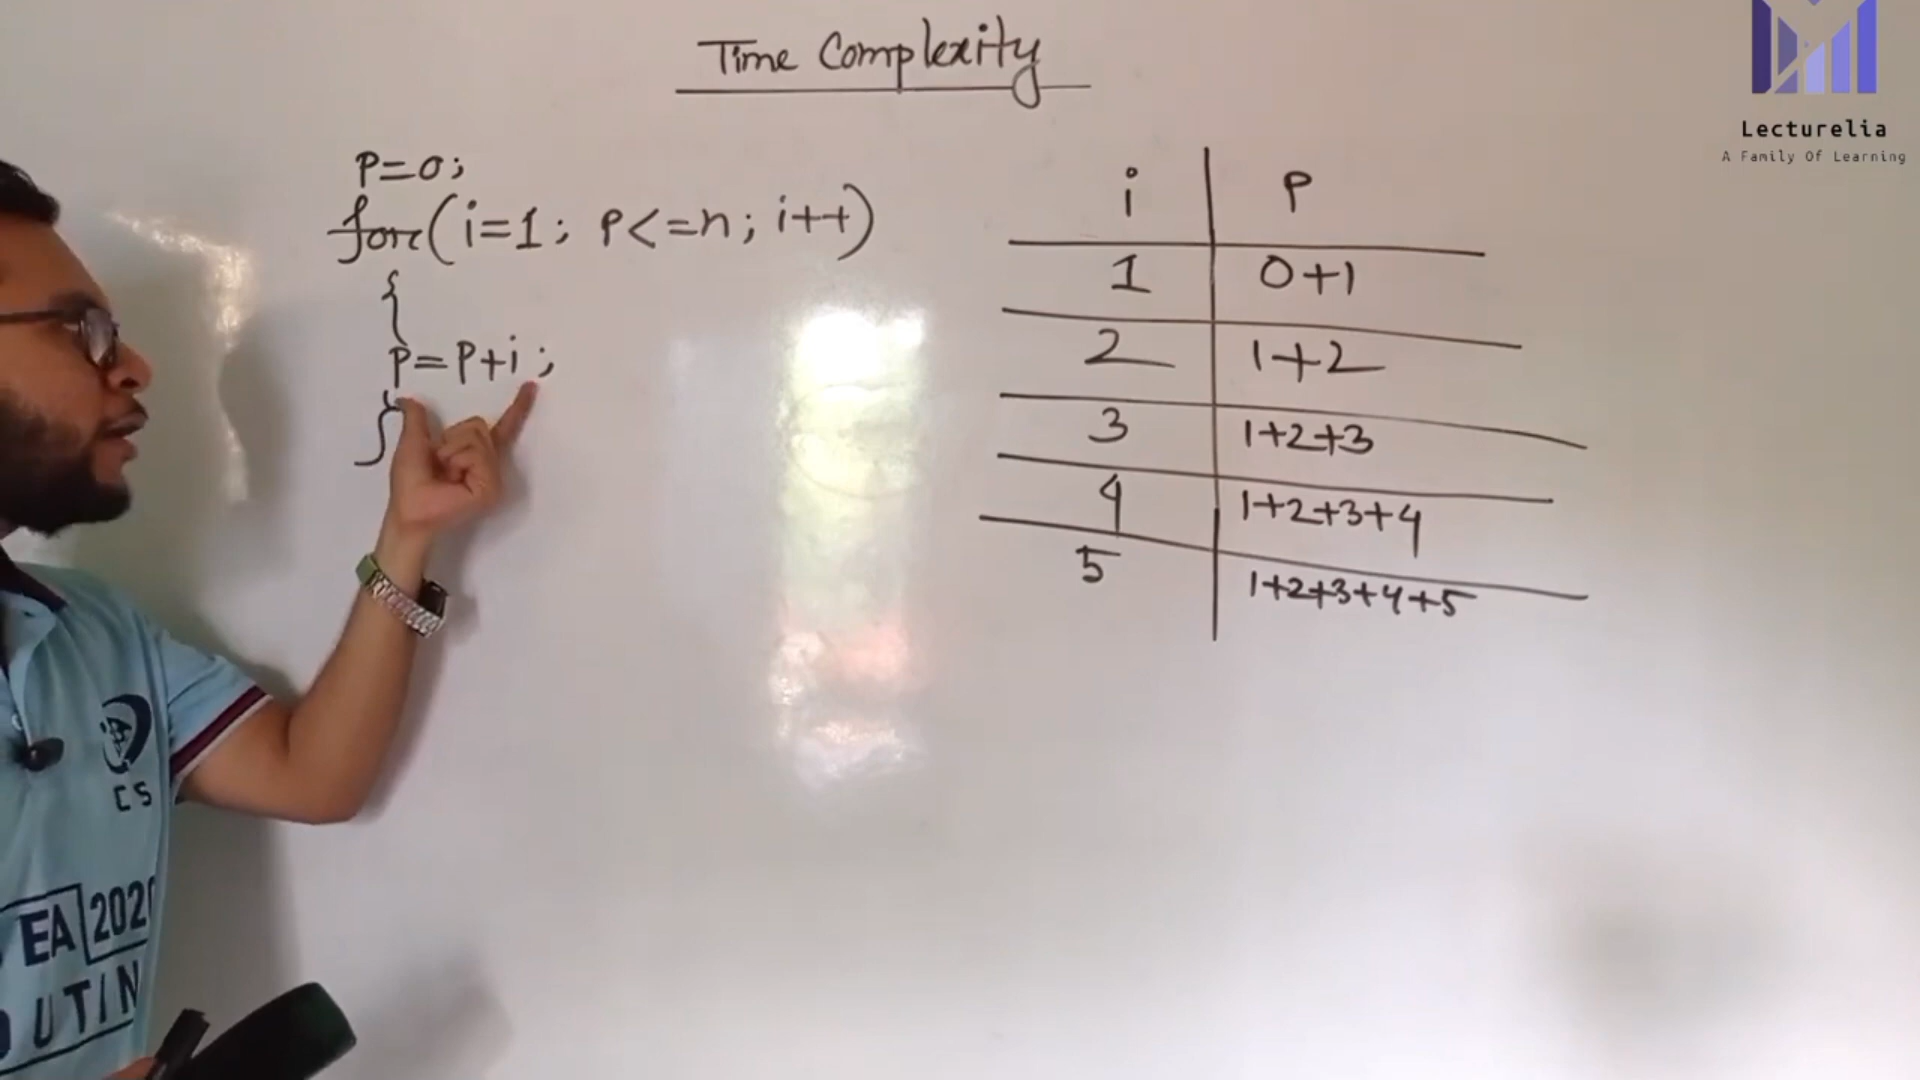 Time Complexity
Lecturelia
A Family Of Learning
P=0;
for(i=1; P<=n; i++)
{
P=P+i;
}
i P
1 0+1
2 1+2
3 1+2+3
4 1+2+3+4
5 1+2+3+4+5
CS
EA 202
UTIN